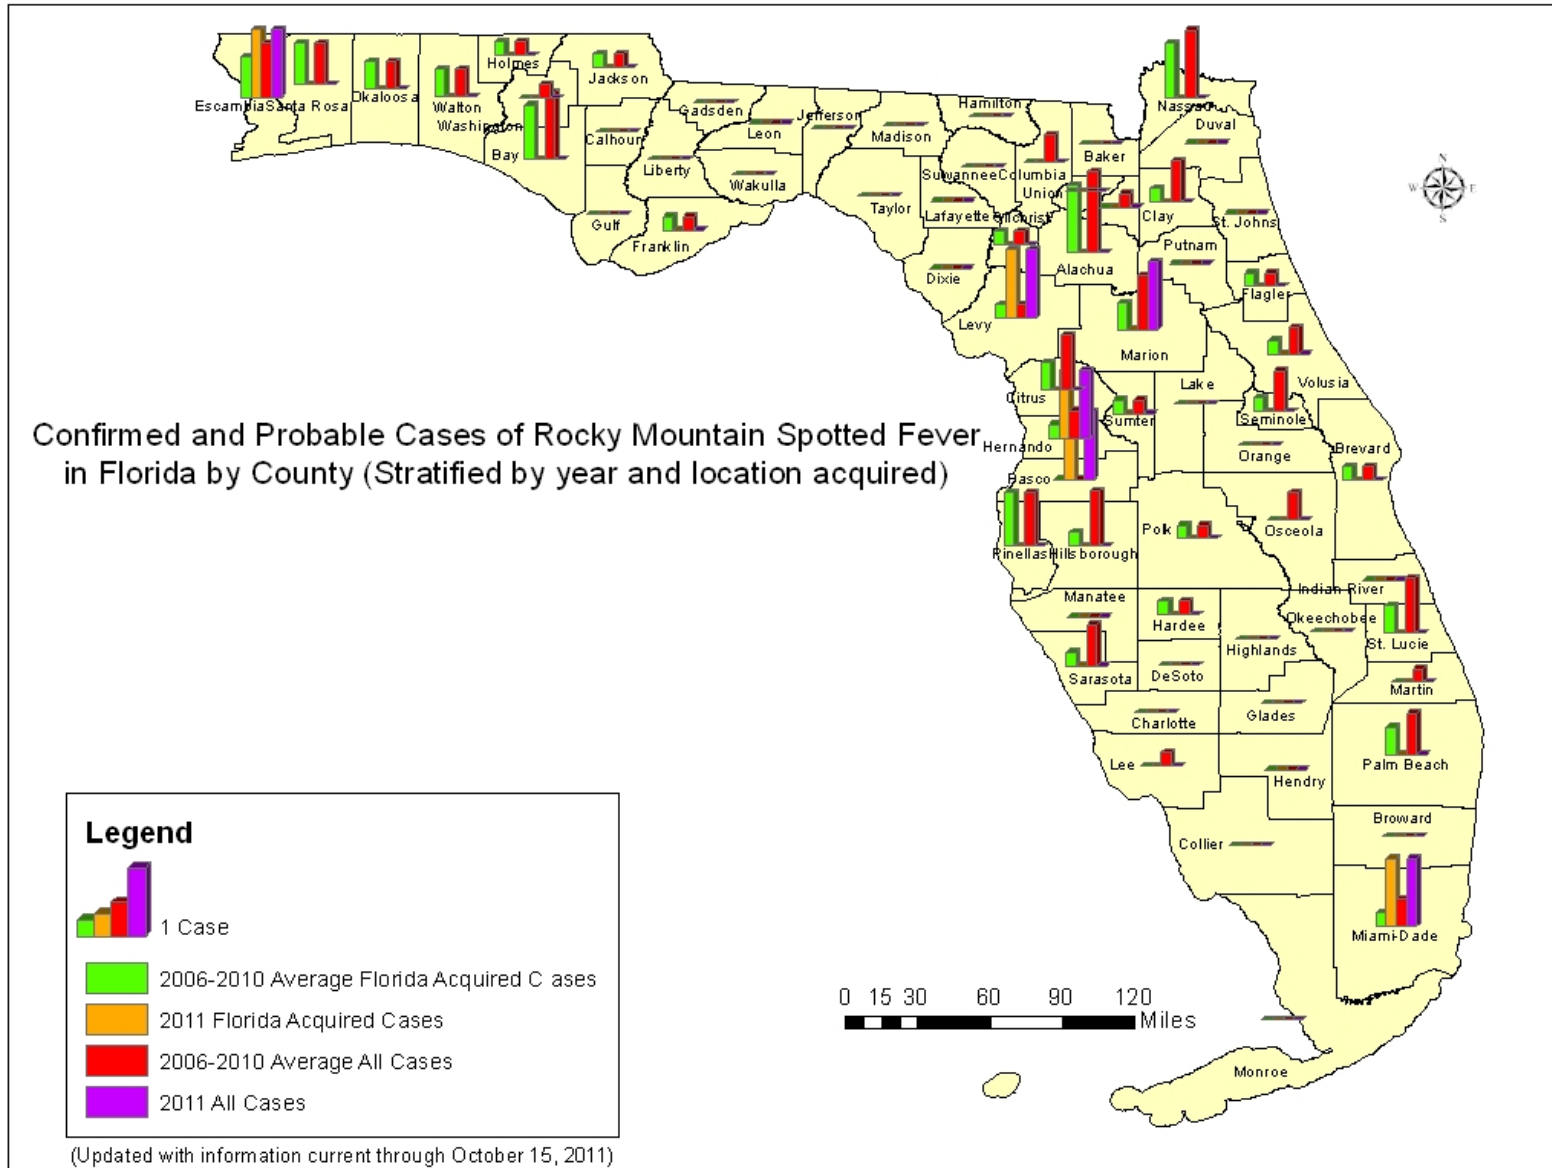 Holmes
Jackson
Escambia
Santa Rosa
Okaloosa
Walton
Washington
Bay
Calhoun
Gadsden
Leon
Jefferson
Madison
Hamilton
Liberty
Wakulla
Gulf
Franklin
Taylor
Suwannee
Columbia
Baker
Nassau
Duval
Union
Lafayette
Gilchrist
Clay
St. Johns
Dixie
Alachua
Putnam
Flagler
Levy
Marion
Volusia
Citrus
Sumter
Lake
Seminole
Hernando
Orange
Brevard
Pasco
Pinellas
Hillsborough
Polk
Osceola
Manatee
Hardee
Indian River
Okeechobee
St. Lucie
Highlands
Sarasota
DeSoto
Martin
Charlotte
Glades
Lee
Hendry
Palm Beach
Collier
Broward
Miami-Dade
Monroe
N
W E
S
Confirmed and Probable Cases of Rocky Mountain Spotted Fever
in Florida by County (Stratified by year and location acquired)
Legend
1 Case
2006-2010 Average Florida Acquired C ases
2011 Florida Acquired Cases
2006-2010 Average All Cases
2011 All Cases
0 15 30 60 90 120
Miles
(Updated with information current through October 15, 2011)